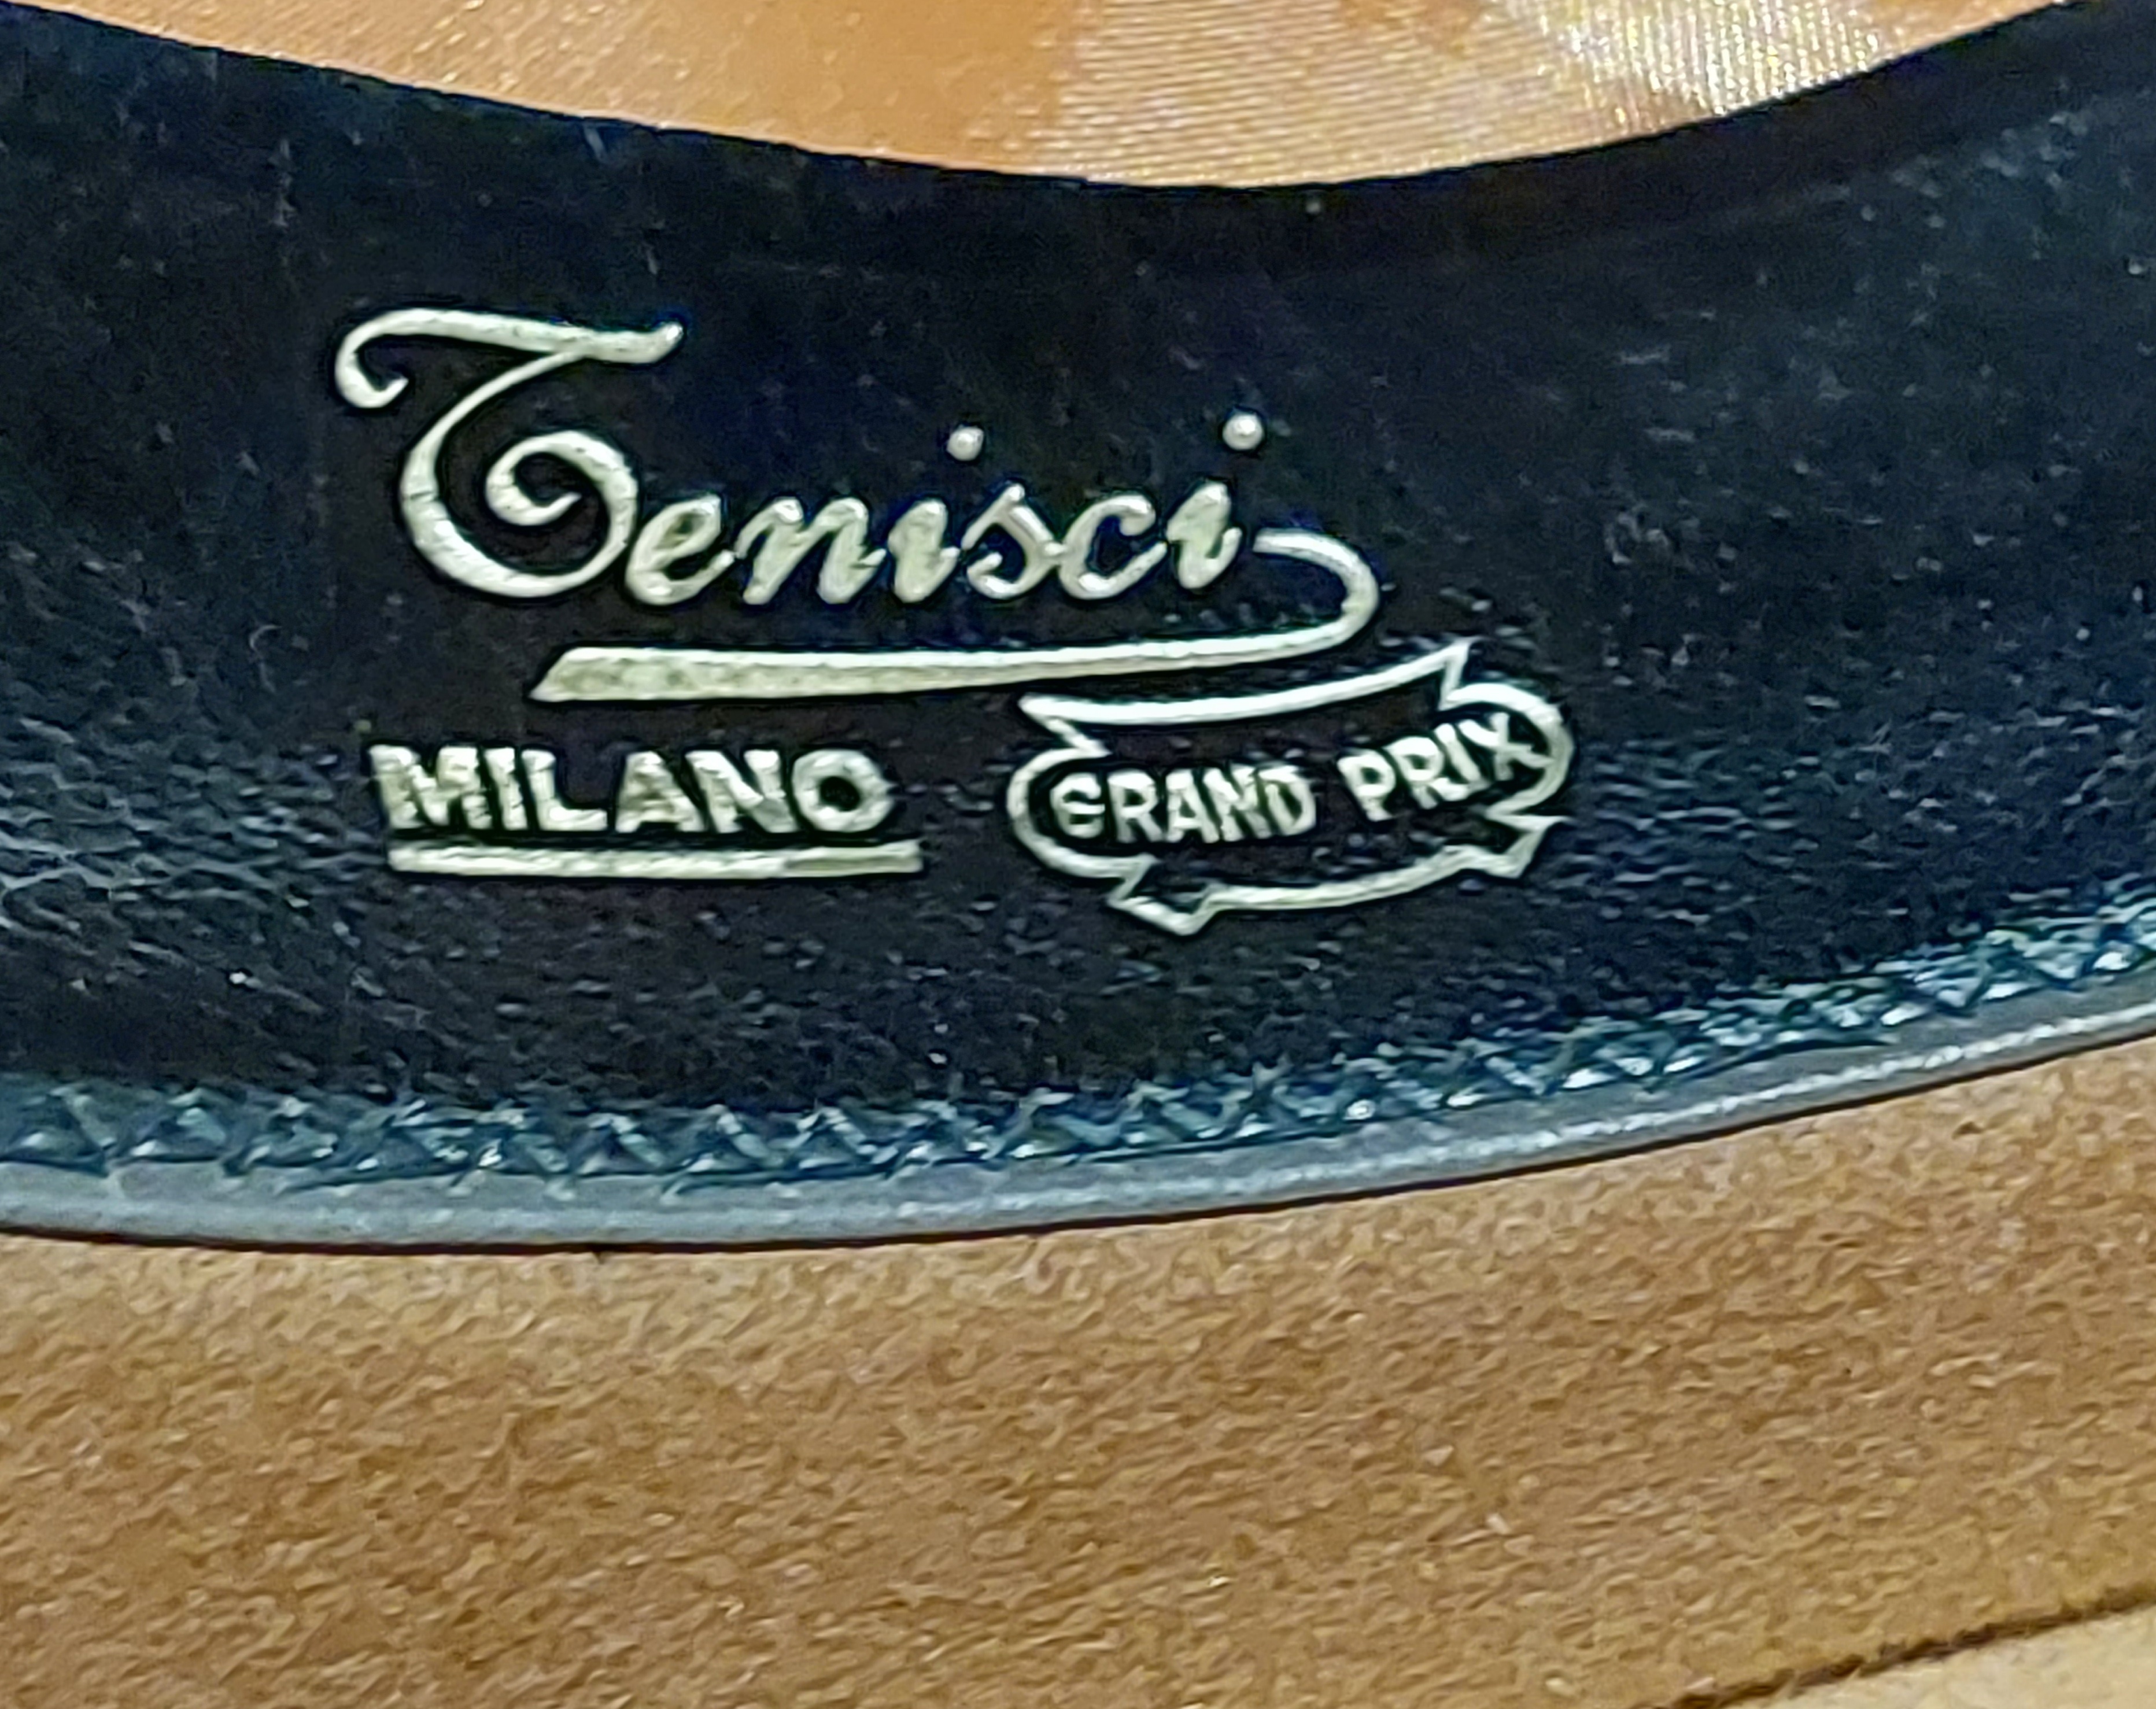 Tenisci
MILANO
GRAND PRIX